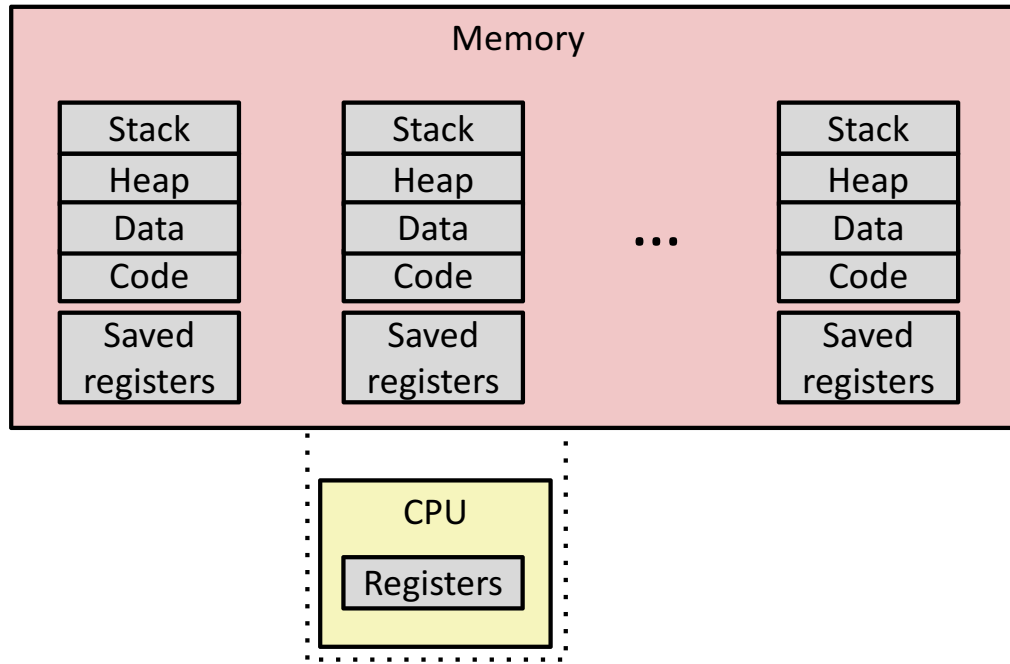 Memory
Stack
Heap
Data
Code
Saved
registers
Stack
Heap
Data
Code
Saved
registers
...
Stack
Heap
Data
Code
Saved
registers
CPU
Registers